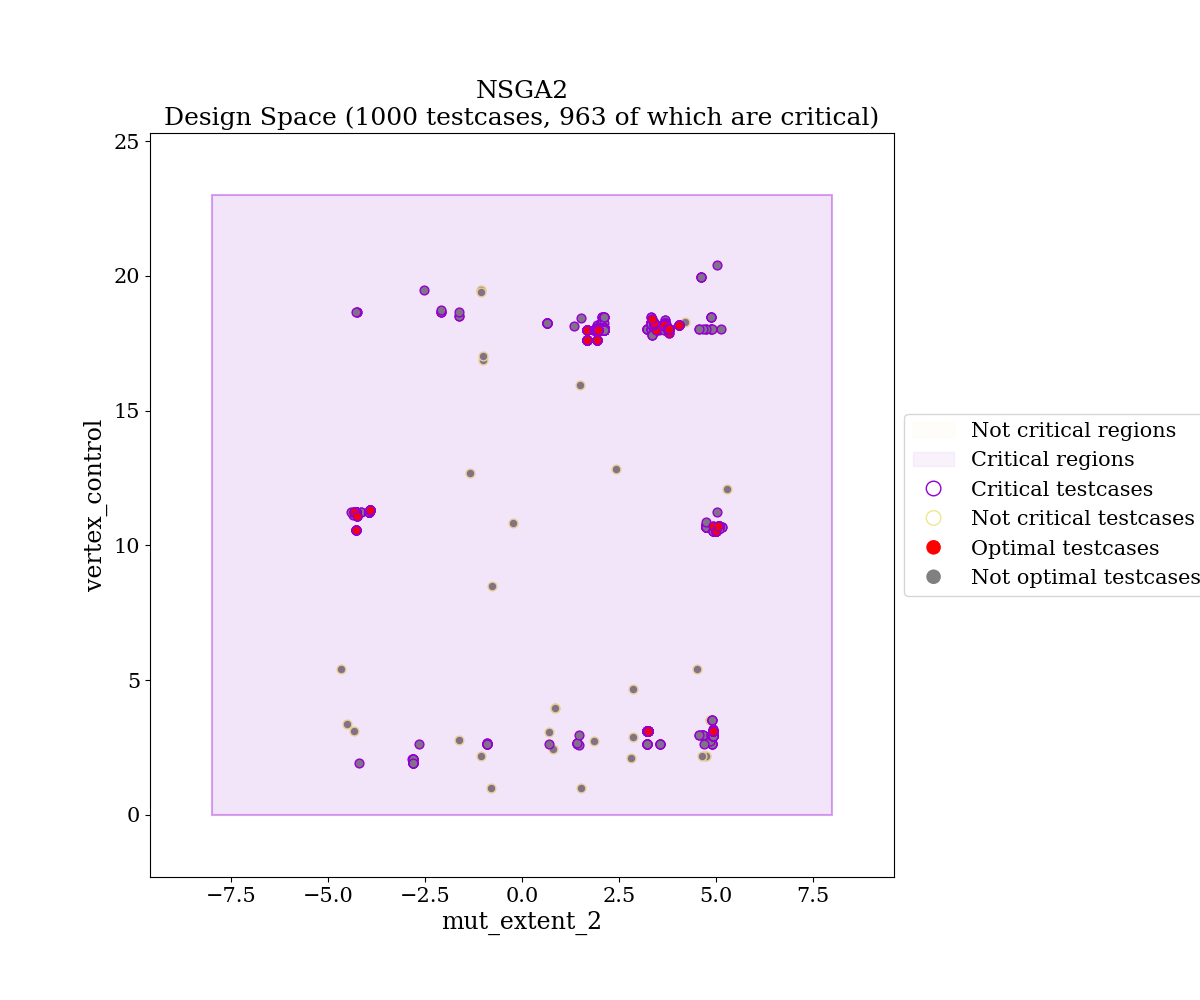 NSGA2
Design Space (1000 testcases, 963 of which are critical)
25
20
15
10
5
0
vertex_control
−7.5
−5.0
−2.5
0.0
2.5
5.0
7.5
mut_extent_2
Not critical regions
Critical regions
Critical testcases
Not critical testcases
Optimal testcases
Not optimal testcases